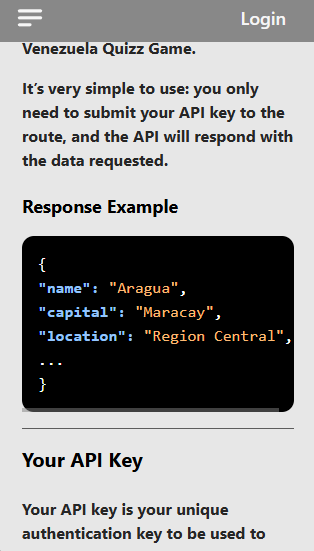 Login
Venezuela Quizz Game.
It's very simple to use: you only
need to submit your API key to the
route, and the API will respond with
the data requested.
Response Example
{
"name": "Aragua",
"capital": "Maracay",
"location": "Region Central",
...
}
Your API Key
Your API key is your unique
authentication key to be used to